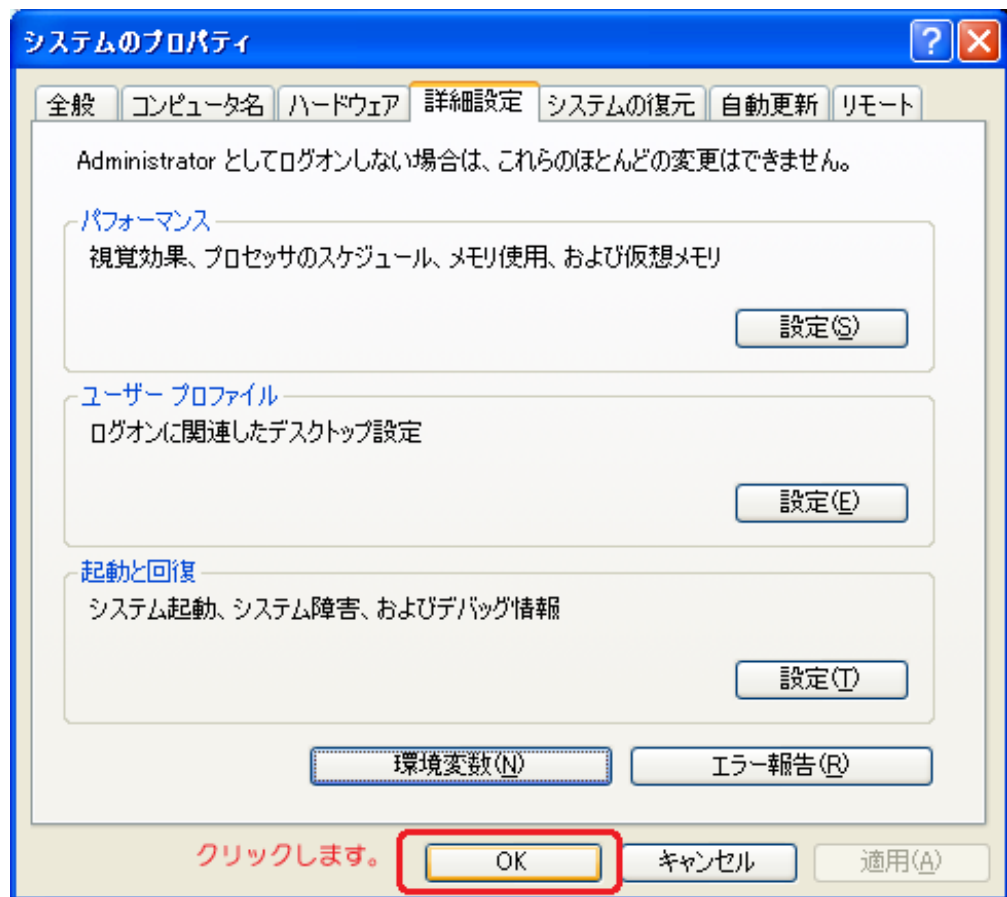 システムのプロパティ
全般 コンピュータ名 ハードウェア 詳細設定 システムの復元 自動更新 リモート
Administrator としてログオンしない場合は、これらのほとんどの変更はできません。
パフォーマンス
視覚効果、プロセッサのスケジュール、メモリ使用、および仮想メモリ
設定(S)
ユーザー プロファイル
ログオンに関連したデスクトップ設定
設定(E)
起動と回復
システム起動、システム障害、およびデバッグ情報
設定(T)
環境変数(N) エラー報告(R)
クリックします。 OK キャンセル 適用(A)